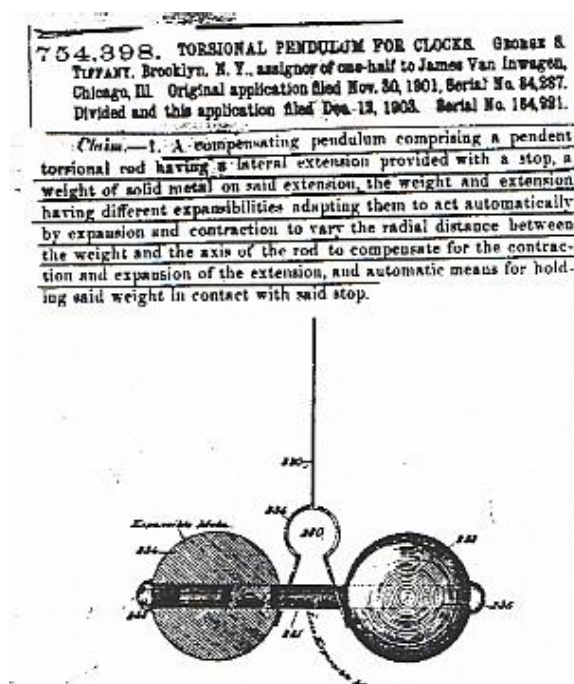 754,398. TORSIONAL PENDULUM FOR CLOCKS. GEORGE S.
TIFFANY, Brooklyn, N. Y., assignor of one-half to James Van Inwagen,
Chicago, Ill. Original application filed Nov. 30, 1901, Serial No. 84,287.
Divided and this application filed Dec. 12, 1903. Serial No.
Claim.—1. A compensating pendulum comprising a pendent
torsional rod having a lateral extension provided with a stop, a
weight of solid metal on said extension, the weight and extension
having different expansibilities adapting them to act automatically
by expansion and contraction to vary the radial distance between
the weight and the axis of the rod to compensate for the contrac-
tion and expansion of the extension, and automatic means for hold-
ing said weight in contact with said stop.